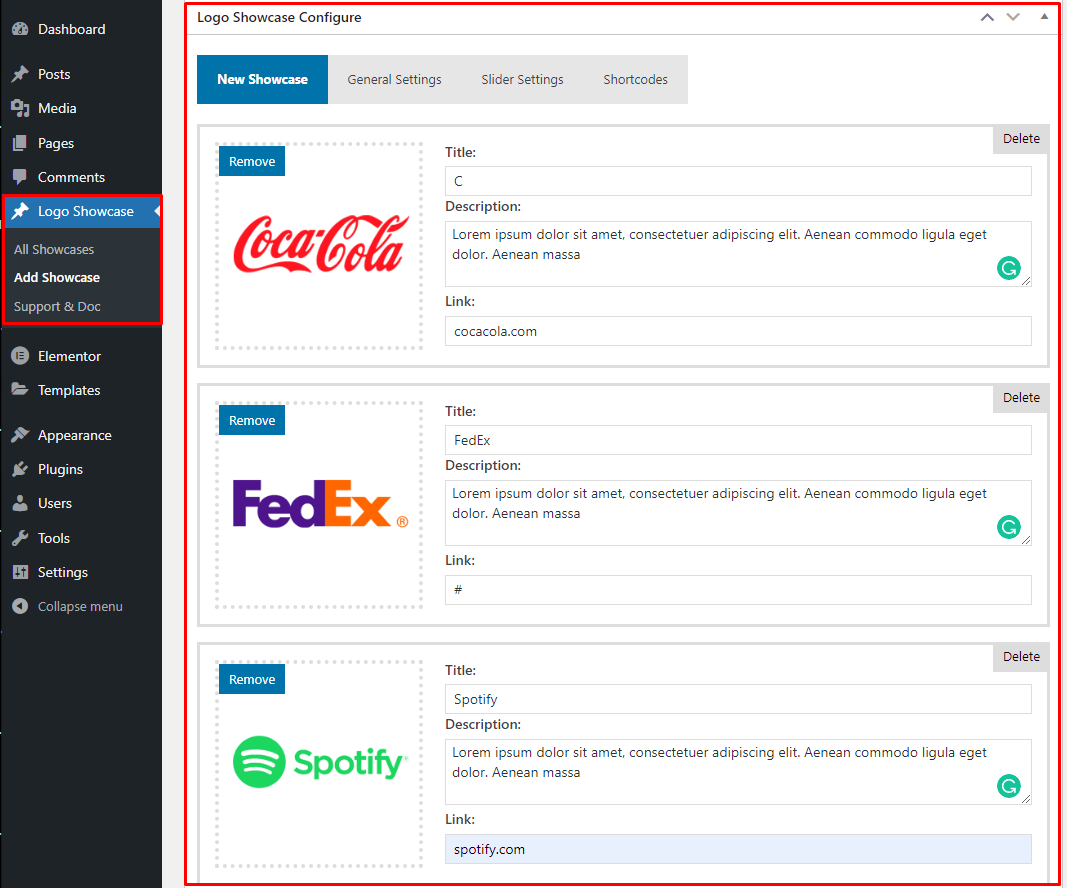 Dashboard
Posts
Media
Pages
Comments
Logo Showcase
All Showcases
Add Showcase
Support & Doc
Elementor
Templates
Appearance
Plugins
Users
Tools
Settings
Collapse menu
Logo Showcase Configure
New Showcase General Settings Slider Settings Shortcodes
Delete
Remove
Coca-Cola
Title:
C
Description:
Lorem ipsum dolor sit amet, consectetuer adipiscing elit. Aenean commodo ligula eget
dolor. Aenean massa
Link:
cocacola.com
Delete
Remove
FedEx ®
Title:
FedEx
Description:
Lorem ipsum dolor sit amet, consectetuer adipiscing elit. Aenean commodo ligula eget
dolor. Aenean massa
Link:
#
Delete
Remove
Spotify
Title:
Spotify
Description:
Lorem ipsum dolor sit amet, consectetuer adipiscing elit. Aenean commodo ligula eget
dolor. Aenean massa
Link:
spotify.com